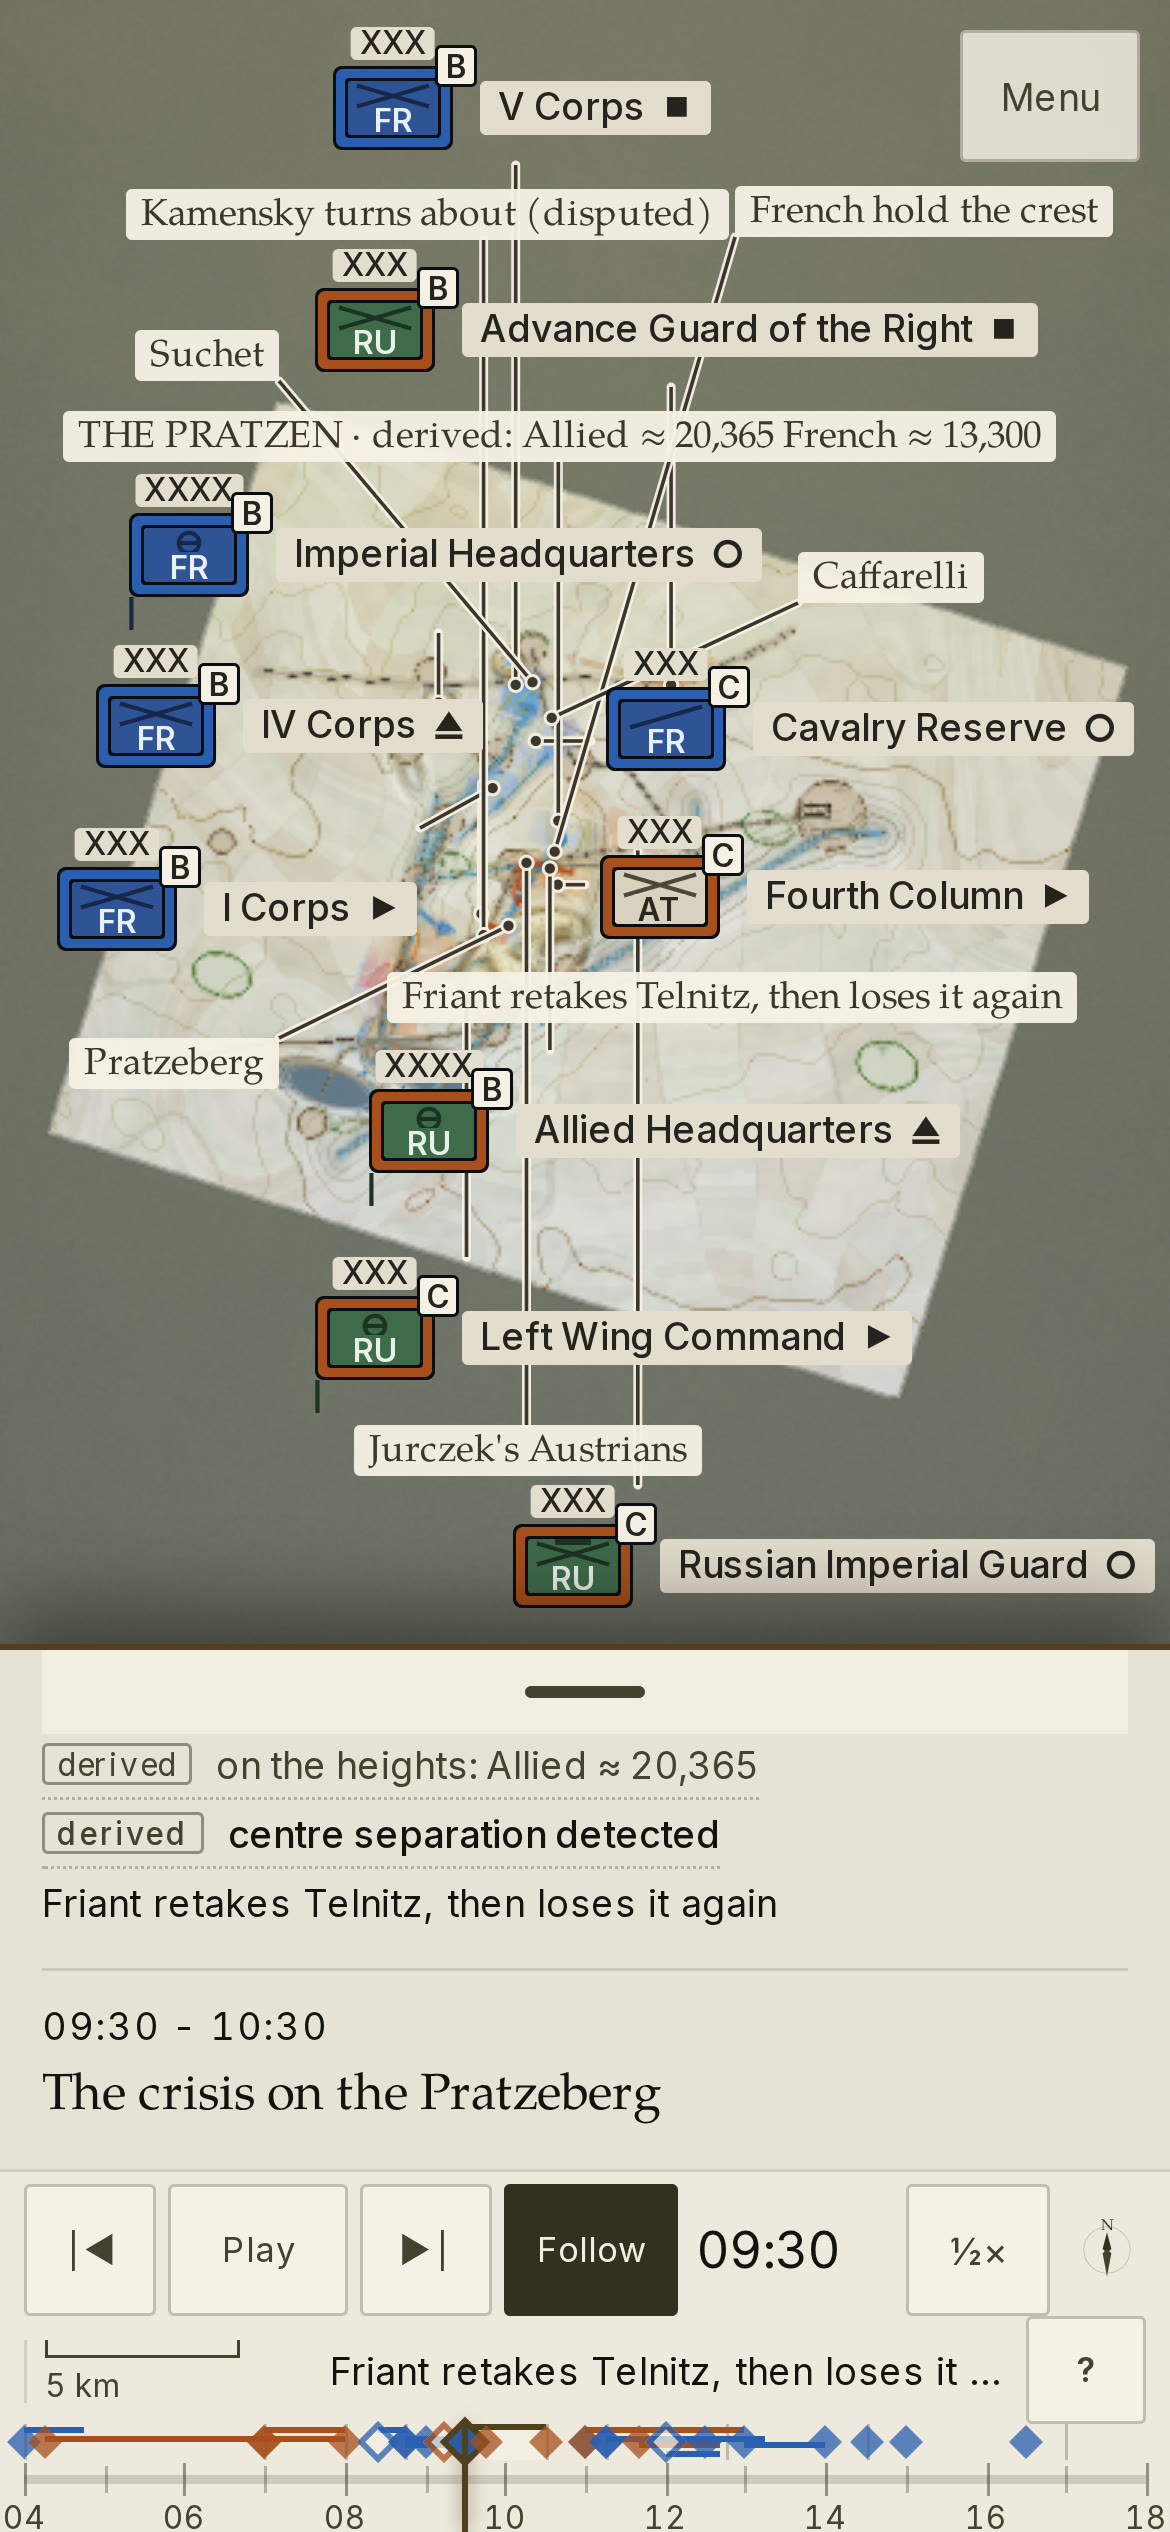 XXX
B
FR
V Corps
Menu
Kamensky turns about (disputed)
French hold the crest
XXX
B
RU
Advance Guard of the Right
Suchet
THE PRATZEN · derived: Allied ≈ 20,365 French ≈ 13,300
XXXX
B
FR
Imperial Headquarters
Caffarelli
XXX
B
FR
IV Corps
XXX
C
FR
Cavalry Reserve
XXX
B
FR
I Corps
XXX
C
AT
Fourth Column
Friant retakes Telnitz, then loses it again
Pratzeberg
XXXX
B
RU
Allied Headquarters
XXX
C
RU
Left Wing Command
Jurczek's Austrians
XXX
C
RU
Russian Imperial Guard
derived on the heights: Allied ≈ 20,365
derived centre separation detected
Friant retakes Telnitz, then loses it again
09:30 - 10:30
The crisis on the Pratzeberg
Play
Follow
09:30
½×
N
5 km
Friant retakes Telnitz, then loses it ...
?
04 06 08 10 12 14 16 18